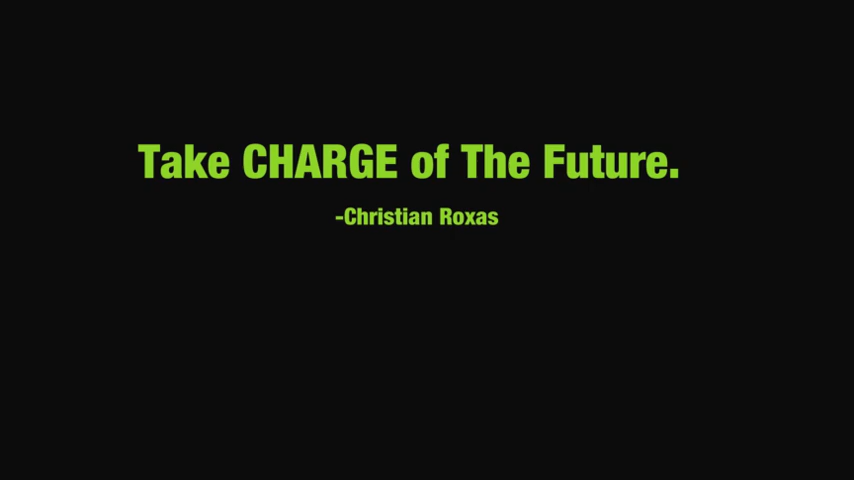 Take CHARGE of The Future.
-Christian Roxas